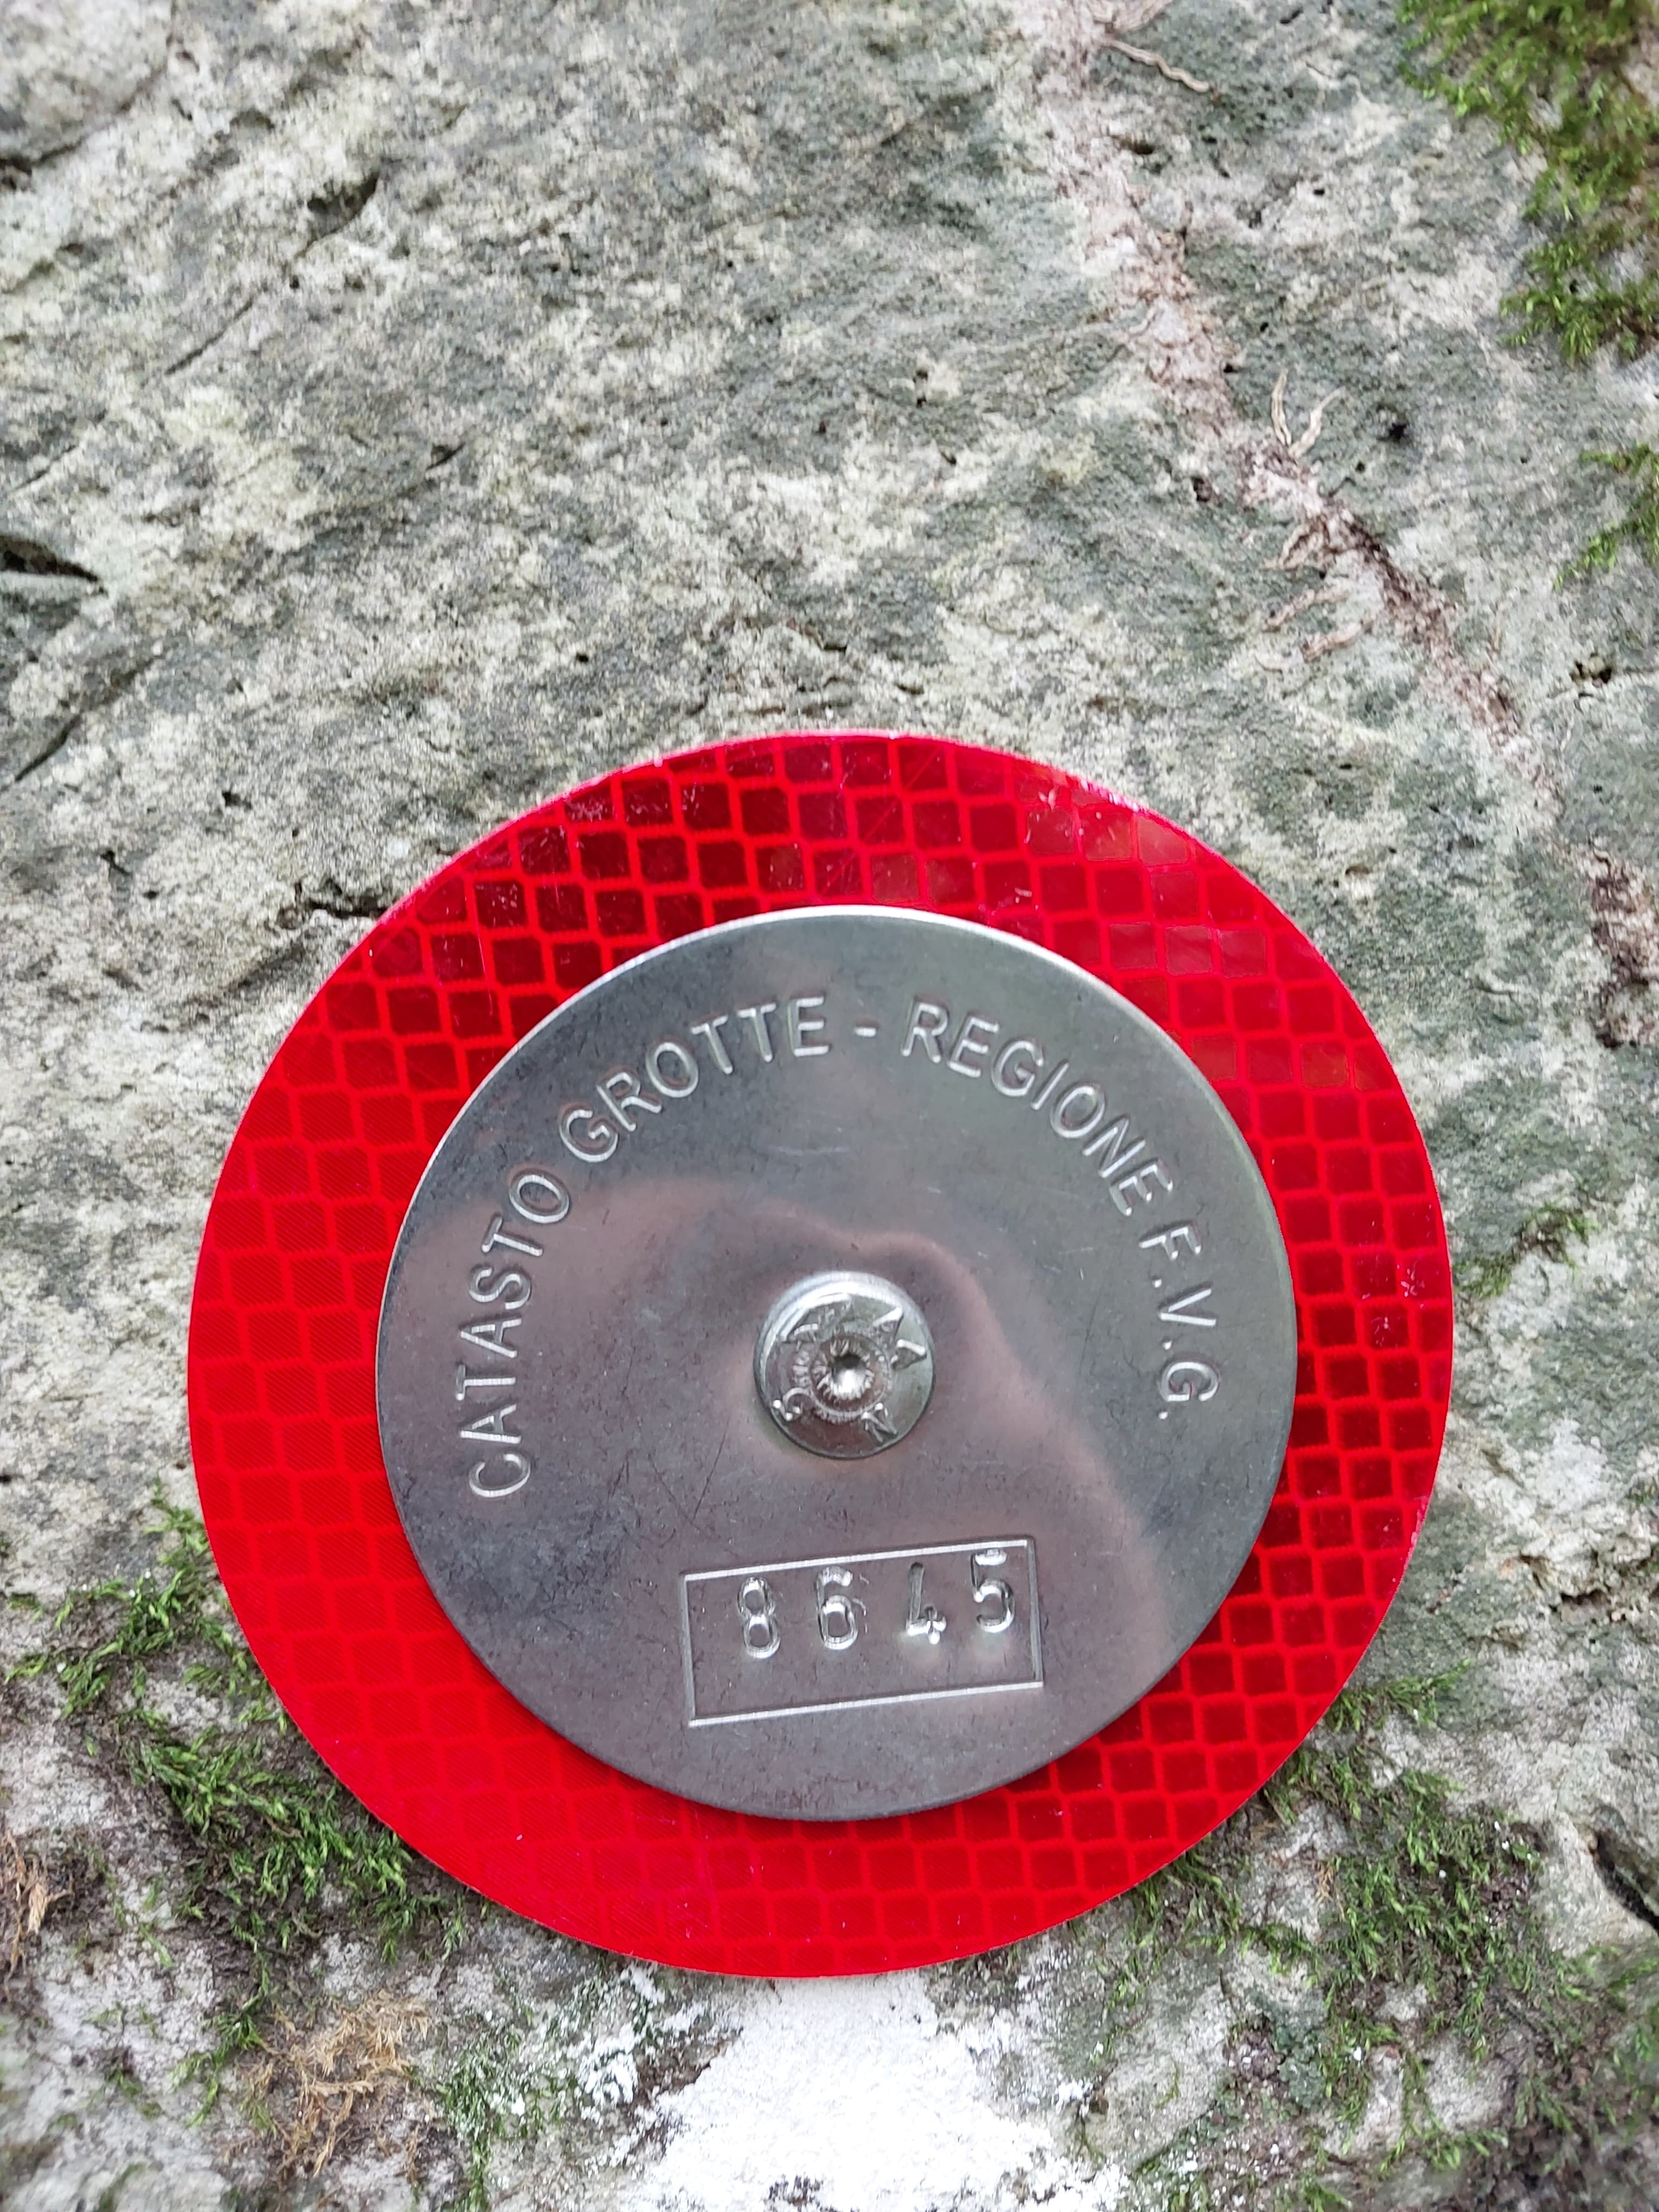 CATASTO GROTTE - REGIONE F.V.G.
8645